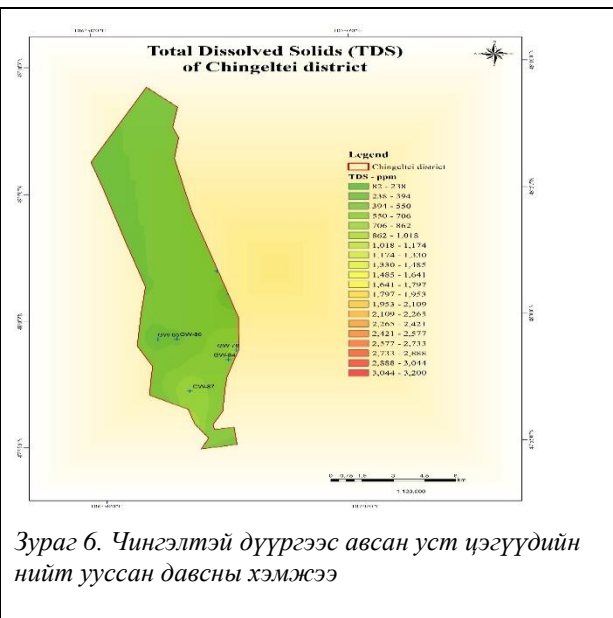 Total Dissolved Solids (TDS)
of Chingeltei district
Legend
Chingeltei district
TDS - ppm
82 - 238
238 - 394
394 - 550
550 - 706
706 - 862
862 - 1,018
1,018 - 1,174
1,174 - 1,330
1,330 - 1,485
1,485 - 1,641
1,641 - 1,797
1,797 - 1,953
1,953 - 2,109
2,109 - 2,265
2,265 - 2,421
2,421 - 2,577
2,577 - 2,733
2,733 - 2,888
2,888 - 3,044
3,044 - 3,200
GW-86
GW-84
GW-87
Зураг 6. Чингэлтэй дүүргээс авсан уст цэгүүдийн
нийт ууссан давсны хэмжээ